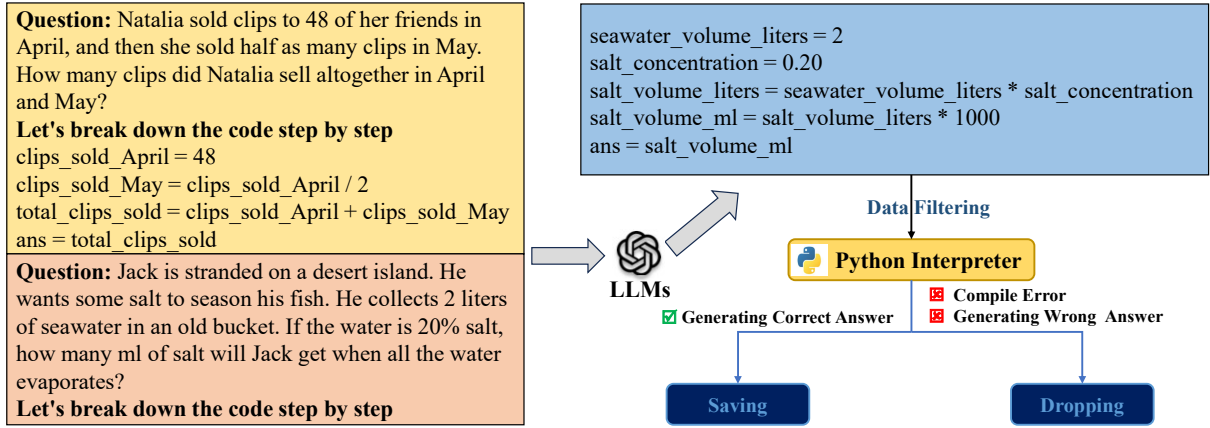 Question: Natalia sold clips to 48 of her friends in
April, and then she sold half as many clips in May.
How many clips did Natalia sell altogether in April
and May?
Let's break down the code step by step
clips_sold_April = 48
clips_sold_May = clips_sold_April / 2
total_clips_sold = clips_sold_April + clips_sold_May
ans = total_clips_sold
Question: Jack is stranded on a desert island. He
wants some salt to season his fish. He collects 2 liters
of seawater in an old bucket. If the water is 20% salt,
how many ml of salt will Jack get when all the water
evaporates?
Let's break down the code step by step
LLMs
seawater_volume_liters = 2
salt_concentration = 0.20
salt_volume_liters = seawater_volume_liters * salt_concentration
salt_volume_ml = salt_volume_liters * 1000
ans = salt_volume_ml
Data Filtering
Python Interpreter
Generating Correct Answer
Compile Error
Generating Wrong Answer
Saving
Dropping